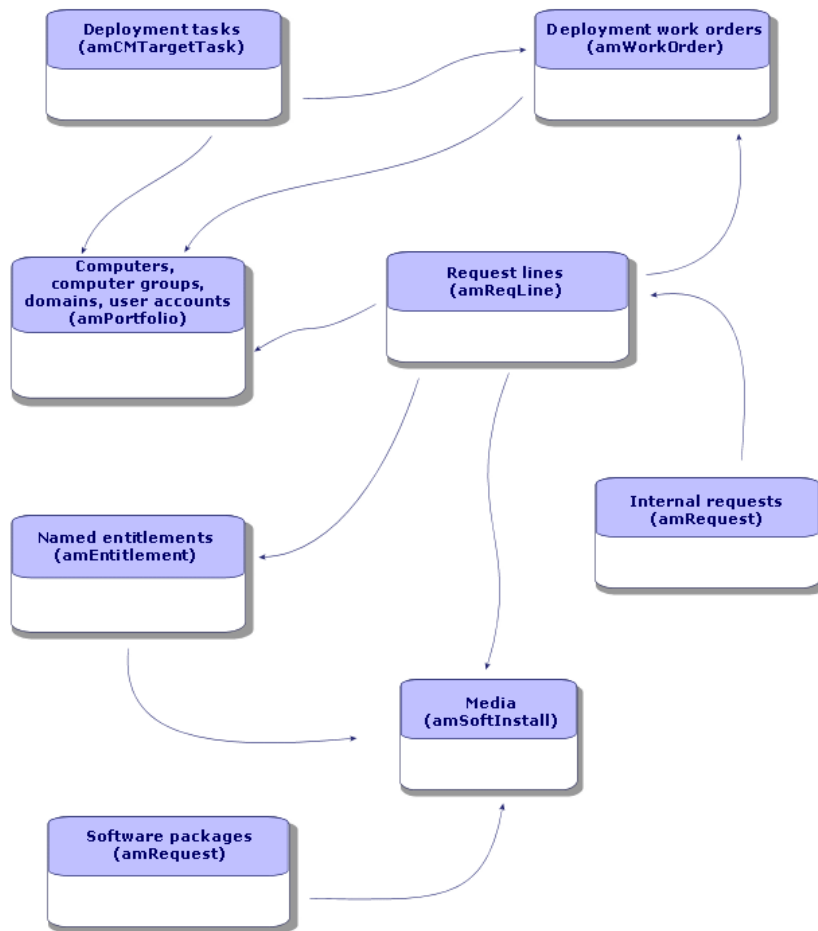 Deployment tasks
(amCMTargetTask)
Deployment work orders
(amWorkOrder)
Computers,
computer groups,
domains, user accounts
(amPortfolio)
Request lines
(amReqLine)
Internal requests
(amRequest)
Named entitlements
(amEntitlement)
Media
(amSoftInstall)
Software packages
(amRequest)